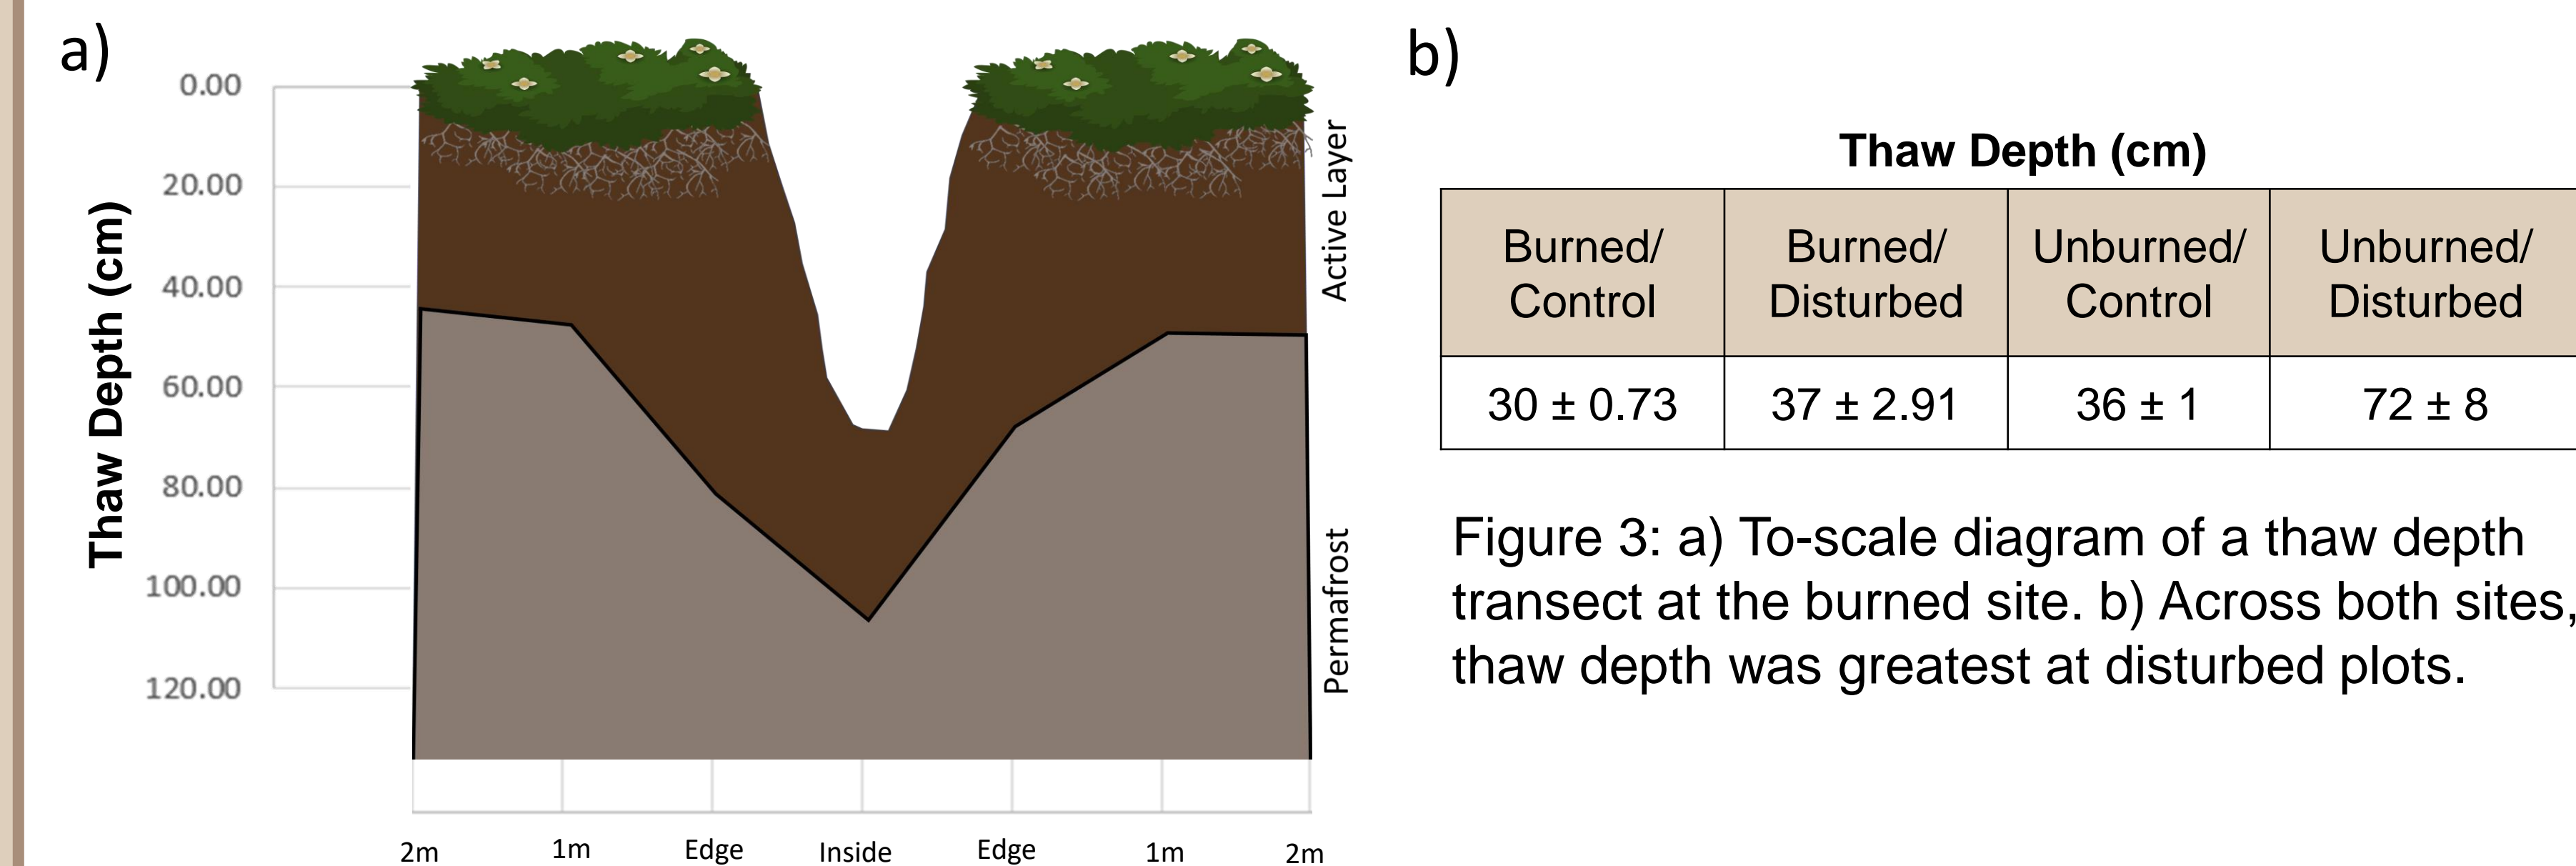 a)
Thaw Depth (cm)
0.00
20.00
40.00
60.00
80.00
100.00
120.00
Active Layer
Permafrost
2m 1m Edge Inside Edge 1m 2m
b)
Thaw Depth (cm)
Burned/ Burned/ Unburned/ Unburned/
Control Disturbed Control Disturbed
30 ± 0.73 37 ± 2.91 36 ± 1 72 ± 8
Figure 3: a) To-scale diagram of a thaw depth
transect at the burned site. b) Across both sites,
thaw depth was greatest at disturbed plots.